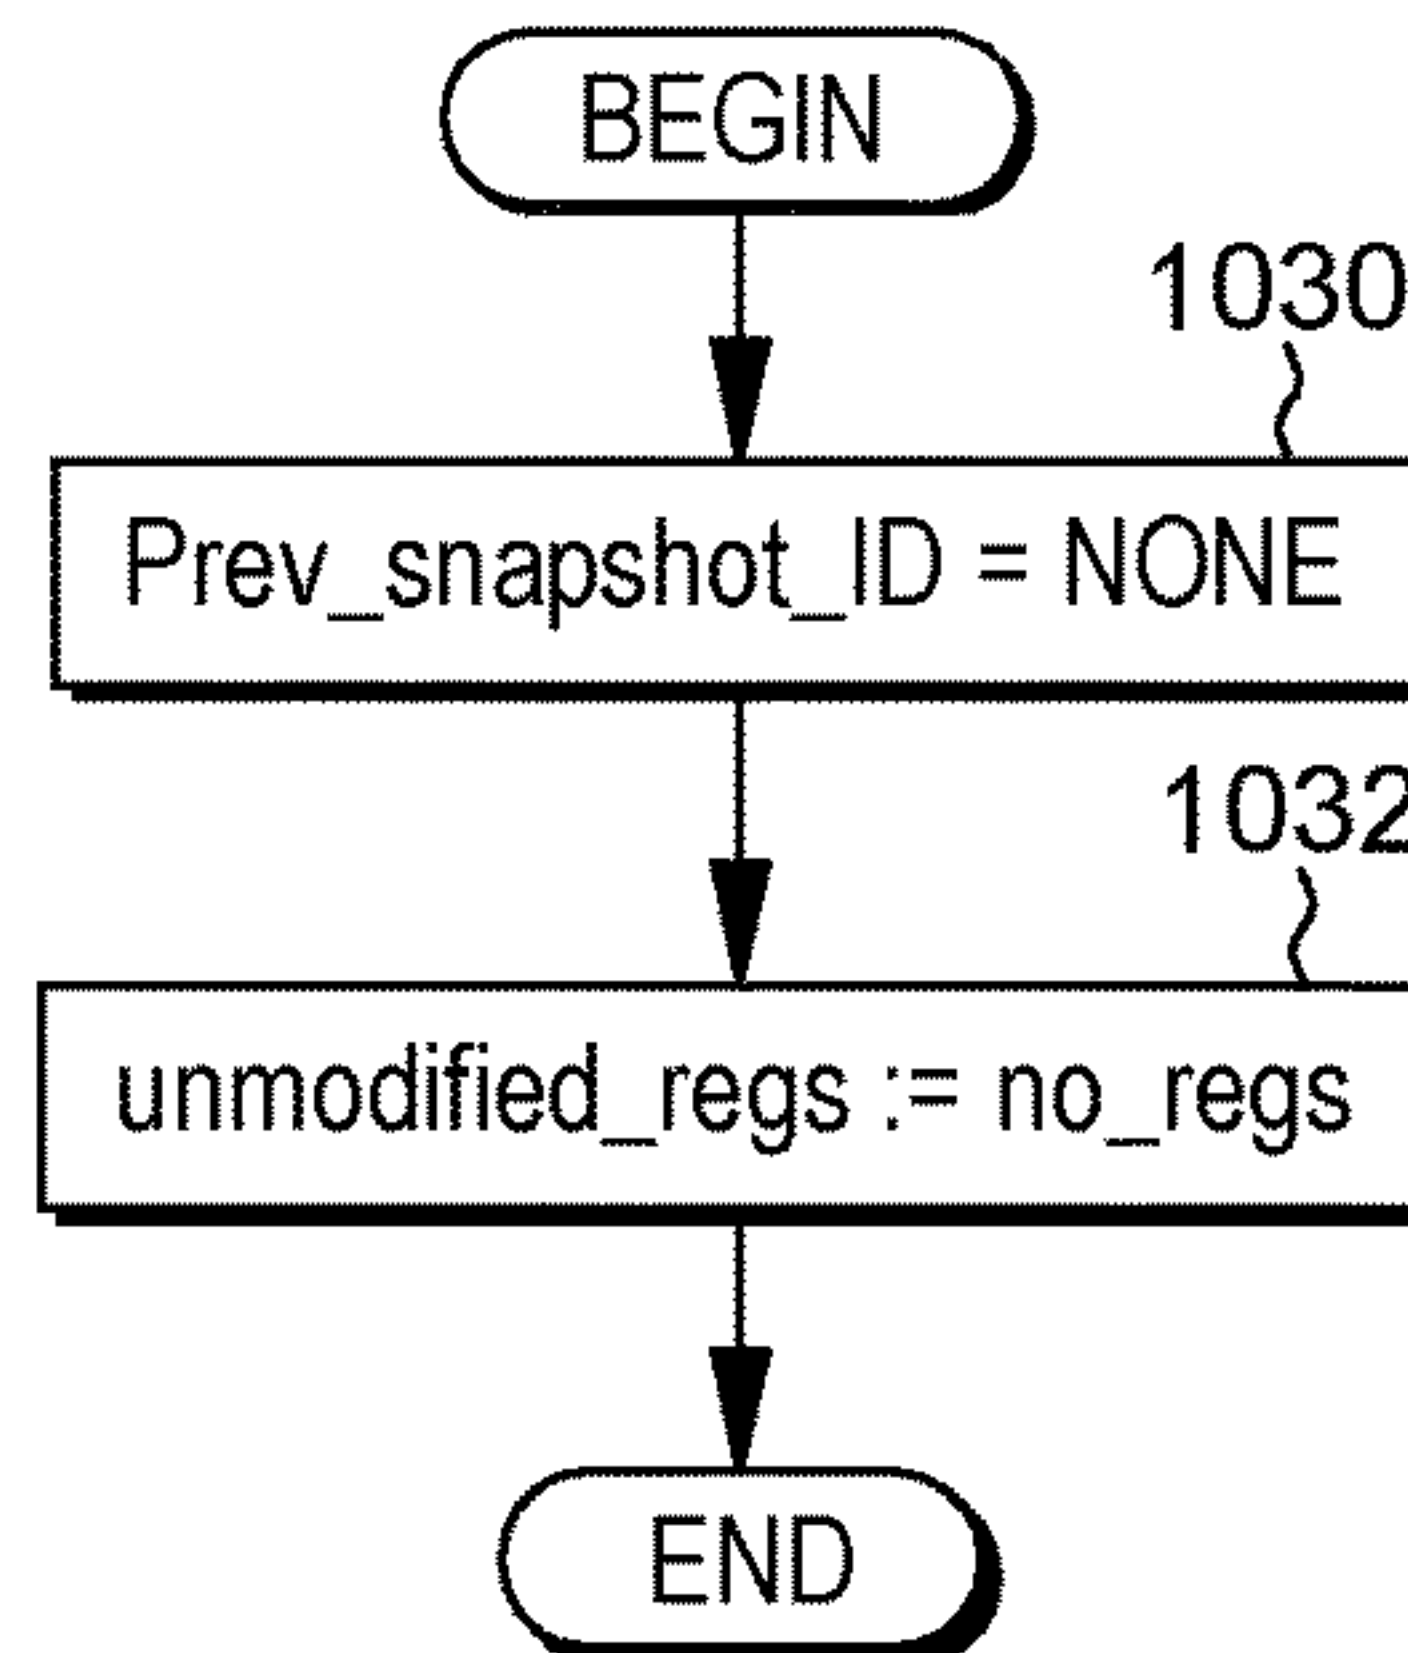 BEGIN
1030
Prev_snapshot_ID = NONE
1032
unmodified_regs := no_regs
END